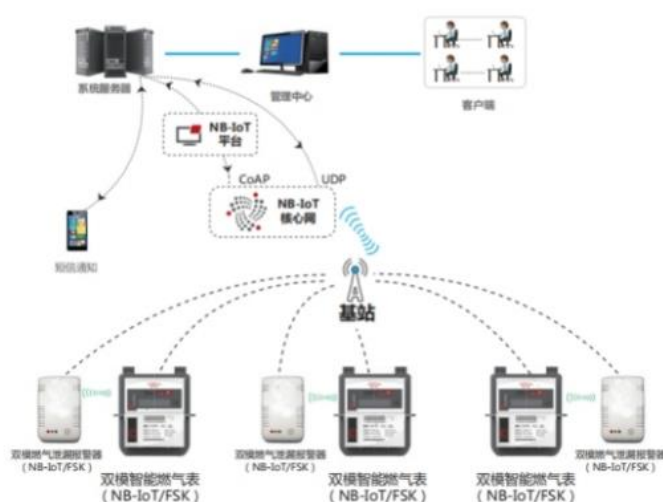 系统服务器
管理中心
客户端
NB-IoT
平台
CoAP
UDP
NB-IoT
核心网
短信通知
基站
双模燃气泄漏报警器
（NB-IoT/FSK）
双模智能燃气表
（NB-IoT/FSK）
双模燃气泄漏报警器
（NB-IoT/FSK）
双模智能燃气表
（NB-IoT/FSK）
双模智能燃气表
（NB-IoT/FSK）
双模燃气泄漏报警器
（NB-IoT/FSK）